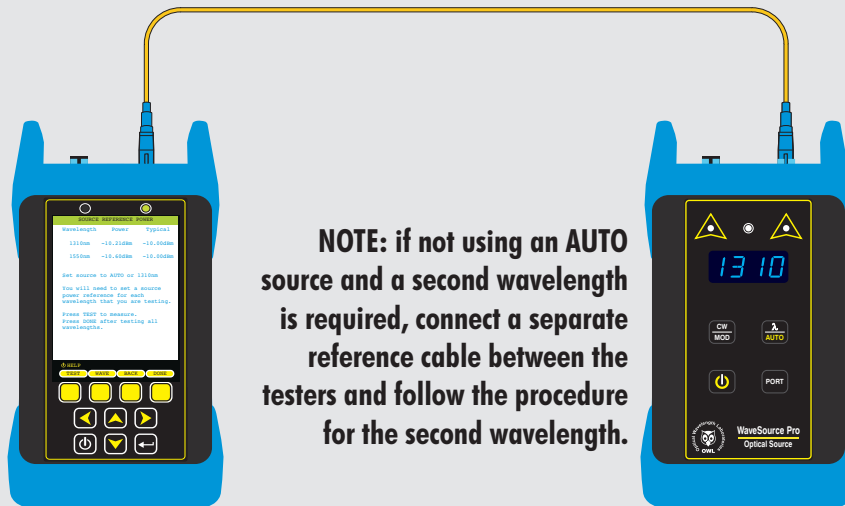 SOURCE REFERENCE POWER
Wavelength Power Typical
1310nm -10.21dBm -10.00dBm
1550nm -10.60dBm -10.00dBm
Set source to AUTO or 1310nm
You will need to set a source
power reference for each
wavelength that you are testing.
Press TEST to measure.
Press DONE after testing all
wavelengths.
HELP
TEST WAVE BACK DONE
NOTE: if not using an AUTO
source and a second wavelength
is required, connect a separate
reference cable between the
testers and follow the procedure
for the second wavelength.
1310
CW
MOD
λ
AUTO
PORT
Optical Wavelength Laboratories
OWL
WaveSource Pro
Optical Source